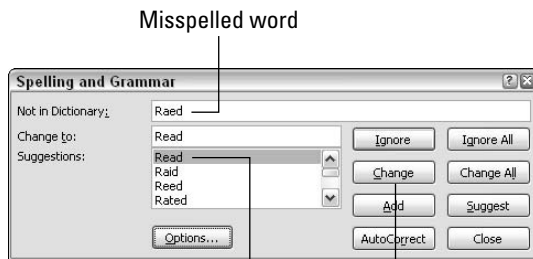 Misspelled word
Spelling and Grammar
Not in Dictionary: Raed
Change to: Read
Ignore Ignore All
Suggestions: Read
Raid
Reed
Rated
Change Change All
Add Suggest
Options... AutoCorrect Close